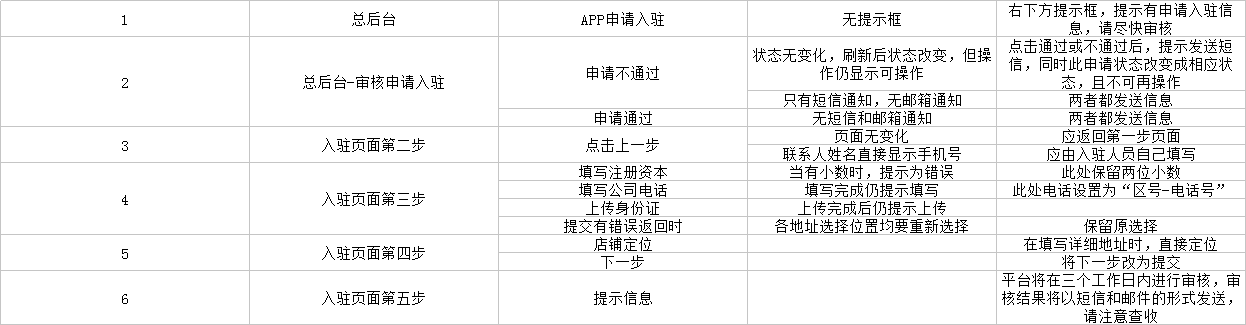 1 总后台 APP申请入驻 无提示框 右下方提示框，提示有申请入驻信
息，请尽快审核
2 总后台-审核申请入驻 申请不通过 状态无变化，刷新后状态改变，但操
作仍显示可操作 点击通过或不通过后，提示发送短
信，同时此申请状态改变成相应状
态，且不可再操作
只有短信通知，无邮箱通知 两者都发送信息
申请通过 无短信和邮箱通知 两者都发送信息
3 入驻页面第二步 点击上一步 页面无变化 应返回第一步页面
联系人姓名直接显示手机号 应由入驻人员自己填写
4 入驻页面第三步 填写注册资本 当有小数时，提示为错误 此处保留两位小数
填写公司电话 填写完成仍提示填写 此处电话设置为“区号-电话号”
上传身份证 上传完成后仍提示上传
提交有错误返回时 各地址选择位置均要重新选择 保留原选择
5 入驻页面第四步 店铺定位 在填写详细地址时，直接定位
下一步 将下一步改为提交
6 入驻页面第五步 提示信息 平台将在三个工作日内进行审核，审
核结果将以短信和邮件的形式发送，
请注意查收